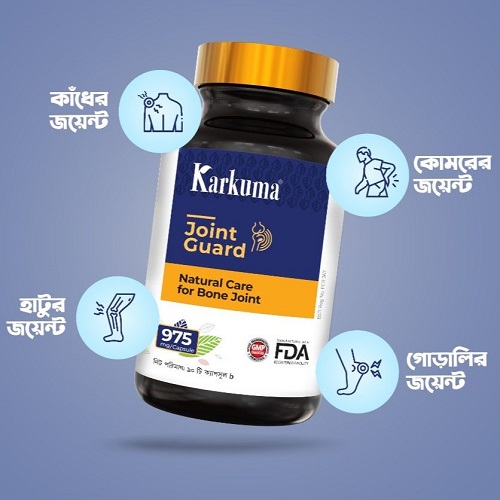 কাঁধের
জয়েন্ট
কোমরের
জয়েন্ট
Karkuma®
Joint
Guard
Natural Care
for Bone Joint
হাটুর
জয়েন্ট
975
mg/Capsule
GMP
FDA
গোড়ালির
জয়েন্ট